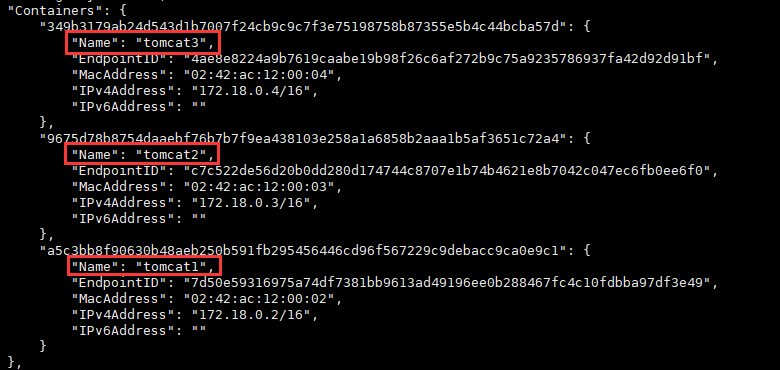 "Containers": {
"349b3179ab24d543d1b7007f24cb9c9c7f3e75198758b87355e5b4c44bcba57d": {
"Name": "tomcat3",
"EndpointID": "4ae8e8224a9b7619caabe19b98f26c6af272b9c75a9235786937fa42d92d91bf",
"MacAddress": "02:42:ac:12:00:04",
"IPv4Address": "172.18.0.4/16",
"IPv6Address": ""
},
"9675d78b8754daaebf76b7b7f9ea438103e258a1a6858b2aaa1b5af3651c72a4": {
"Name": "tomcat2",
"EndpointID": "c7c522de56d20b0dd280d174744c8707e1b74b4621e8b7042c047ec6fb0ee6f0",
"MacAddress": "02:42:ac:12:00:03",
"IPv4Address": "172.18.0.3/16",
"IPv6Address": ""
},
"a5c3bb8f90630b48aeb250b591fb295456446cd96f567229c9debacc9ca0e9c1": {
"Name": "tomcat1",
"EndpointID": "7d50e59316975a74df7381bb9613ad49196ee0b288467fc4c10fdbba97df3e49",
"MacAddress": "02:42:ac:12:00:02",
"IPv4Address": "172.18.0.2/16",
"IPv6Address": ""
}
},